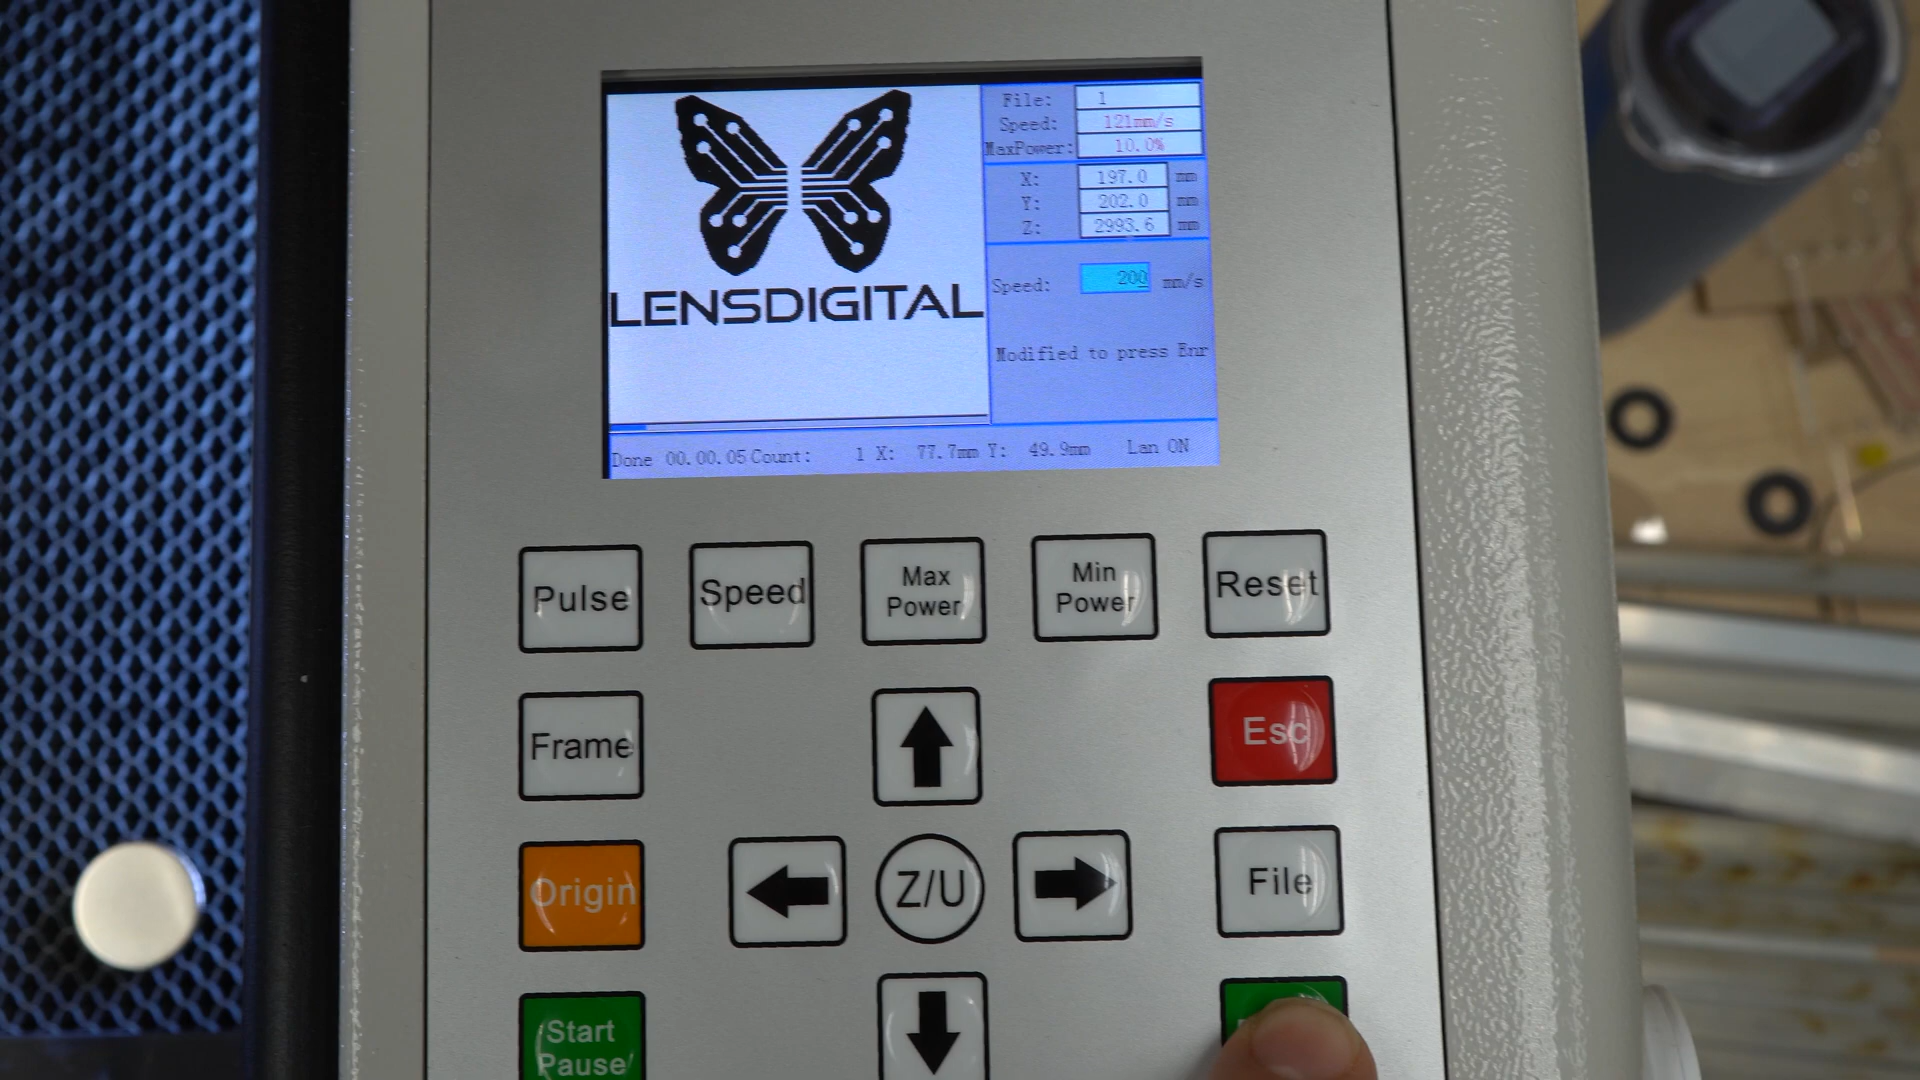 File: 1
Speed: 121mm/s
MaxPower: 10.0%
X: 197.0 mm
Y: 202.0 mm
Z: 2993.6 mm
LENSDIGITAL
Speed: 200 mm/s
Modified to press Enr
Done 00.00.05 Count: 1 X: 77.7mm Y: 49.9mm Lan ON
Pulse
Speed
Max
Power
Min
Power
Reset
Frame
Esc
Origin
Z/U
File
Start
Pause/